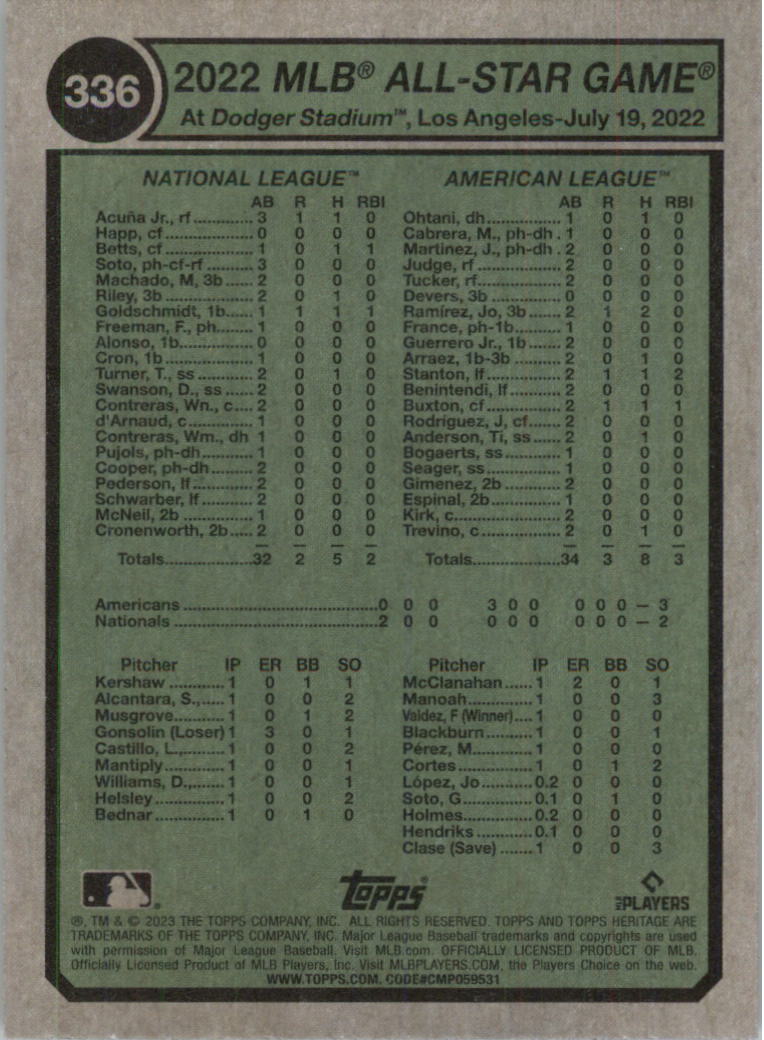 336
2022 MLB® ALL-STAR GAME®
At Dodger Stadium™, Los Angeles-July 19, 2022
NATIONAL LEAGUE™
AB R H RBI
Acuña Jr., rf 3 1 1 0
Happ, cf 0 0 0 0
Betts, cf 1 0 1 1
Soto, ph-cf-rf 3 0 0 0
Machado, M, 3b 2 0 0 0
Riley, 3b 2 0 1 0
Goldschmidt, 1b 1 1 1 1
Freeman, F., ph 1 0 0 0
Alonso, 1b 0 0 0 0
Cron, 1b 1 0 0 0
Turner, T., ss 2 0 1 0
Swanson, D., ss 2 0 0 0
Contreras, Wn., c 2 0 0 0
d'Arnaud, c 1 0 0 0
Contreras, Wm., dh 1 0 0 0
Pujols, ph-dh 1 0 0 0
Cooper, ph-dh 2 0 0 0
Pederson, lf 2 0 0 0
Schwarber, lf 2 0 0 0
McNeil, 2b 1 0 0 0
Cronenworth, 2b 2 0 0 0
Totals 32 2 5 2
AMERICAN LEAGUE™
AB R H RBI
Ohtani, dh 1 0 1 0
Cabrera, M., ph-dh 1 0 0 0
Martinez, J., ph-dh 2 0 0 0
Judge, rf 2 0 0 0
Tucker, rf 2 0 0 0
Devers, 3b 0 0 0 0
Ramírez, Jo, 3b 2 1 2 0
France, ph-1b 1 0 0 0
Guerrero Jr., 1b 2 0 0 0
Arraez, 1b-3b 2 0 1 0
Stanton, lf 2 1 1 2
Benintendi, lf 2 0 0 0
Buxton, cf 2 1 1 1
Rodríguez, J, cf 2 0 0 0
Anderson, Ti, ss 2 0 1 0
Bogaerts, ss 1 0 0 0
Seager, ss 1 0 0 0
Gimenez, 2b 2 0 0 0
Espinal, 2b 1 0 0 0
Kirk, c 2 0 0 0
Trevino, c 2 0 1 0
Totals 34 3 8 3
Americans 0 0 0 3 0 0 0 0 0 – 3
Nationals 2 0 0 0 0 0 0 0 0 – 2
Pitcher IP ER BB SO
Kershaw 1 0 1 1
Alcantara, S., 1 0 0 2
Musgrove 1 0 1 2
Gonsolin (Loser) 1 3 0 1
Castillo, L., 1 0 0 2
Mantiply 1 0 0 1
Williams, D., 1 0 0 1
Helsley 1 0 0 2
Bednar 1 0 1 0
Pitcher IP ER BB SO
McClanahan 1 2 0 1
Manoah 1 0 0 3
Valdez, F (Winner) 1 0 0 0
Blackburn 1 0 0 1
Pérez, M. 1 0 0 0
Cortes 1 0 1 2
López, Jo 0.2 0 0 0
Soto, G 0.1 0 1 0
Holmes 0.2 0 0 0
Hendriks 0.1 0 0 0
Clase (Save) 1 0 0 3
Topps®
MLB PLAYERS
®, TM & © 2023 THE TOPPS COMPANY, INC. ALL RIGHTS RESERVED. TOPPS AND TOPPS HERITAGE ARE
TRADEMARKS OF THE TOPPS COMPANY, INC. Major League Baseball trademarks and copyrights are used
with permission of Major League Baseball. Visit MLB.com. OFFICIALLY LICENSED PRODUCT OF MLB.
Officially Licensed Product of MLB Players, Inc. Visit MLBPLAYERS.COM, the Players Choice on the web.
WWW.TOPPS.COM. CODE#CMP059531